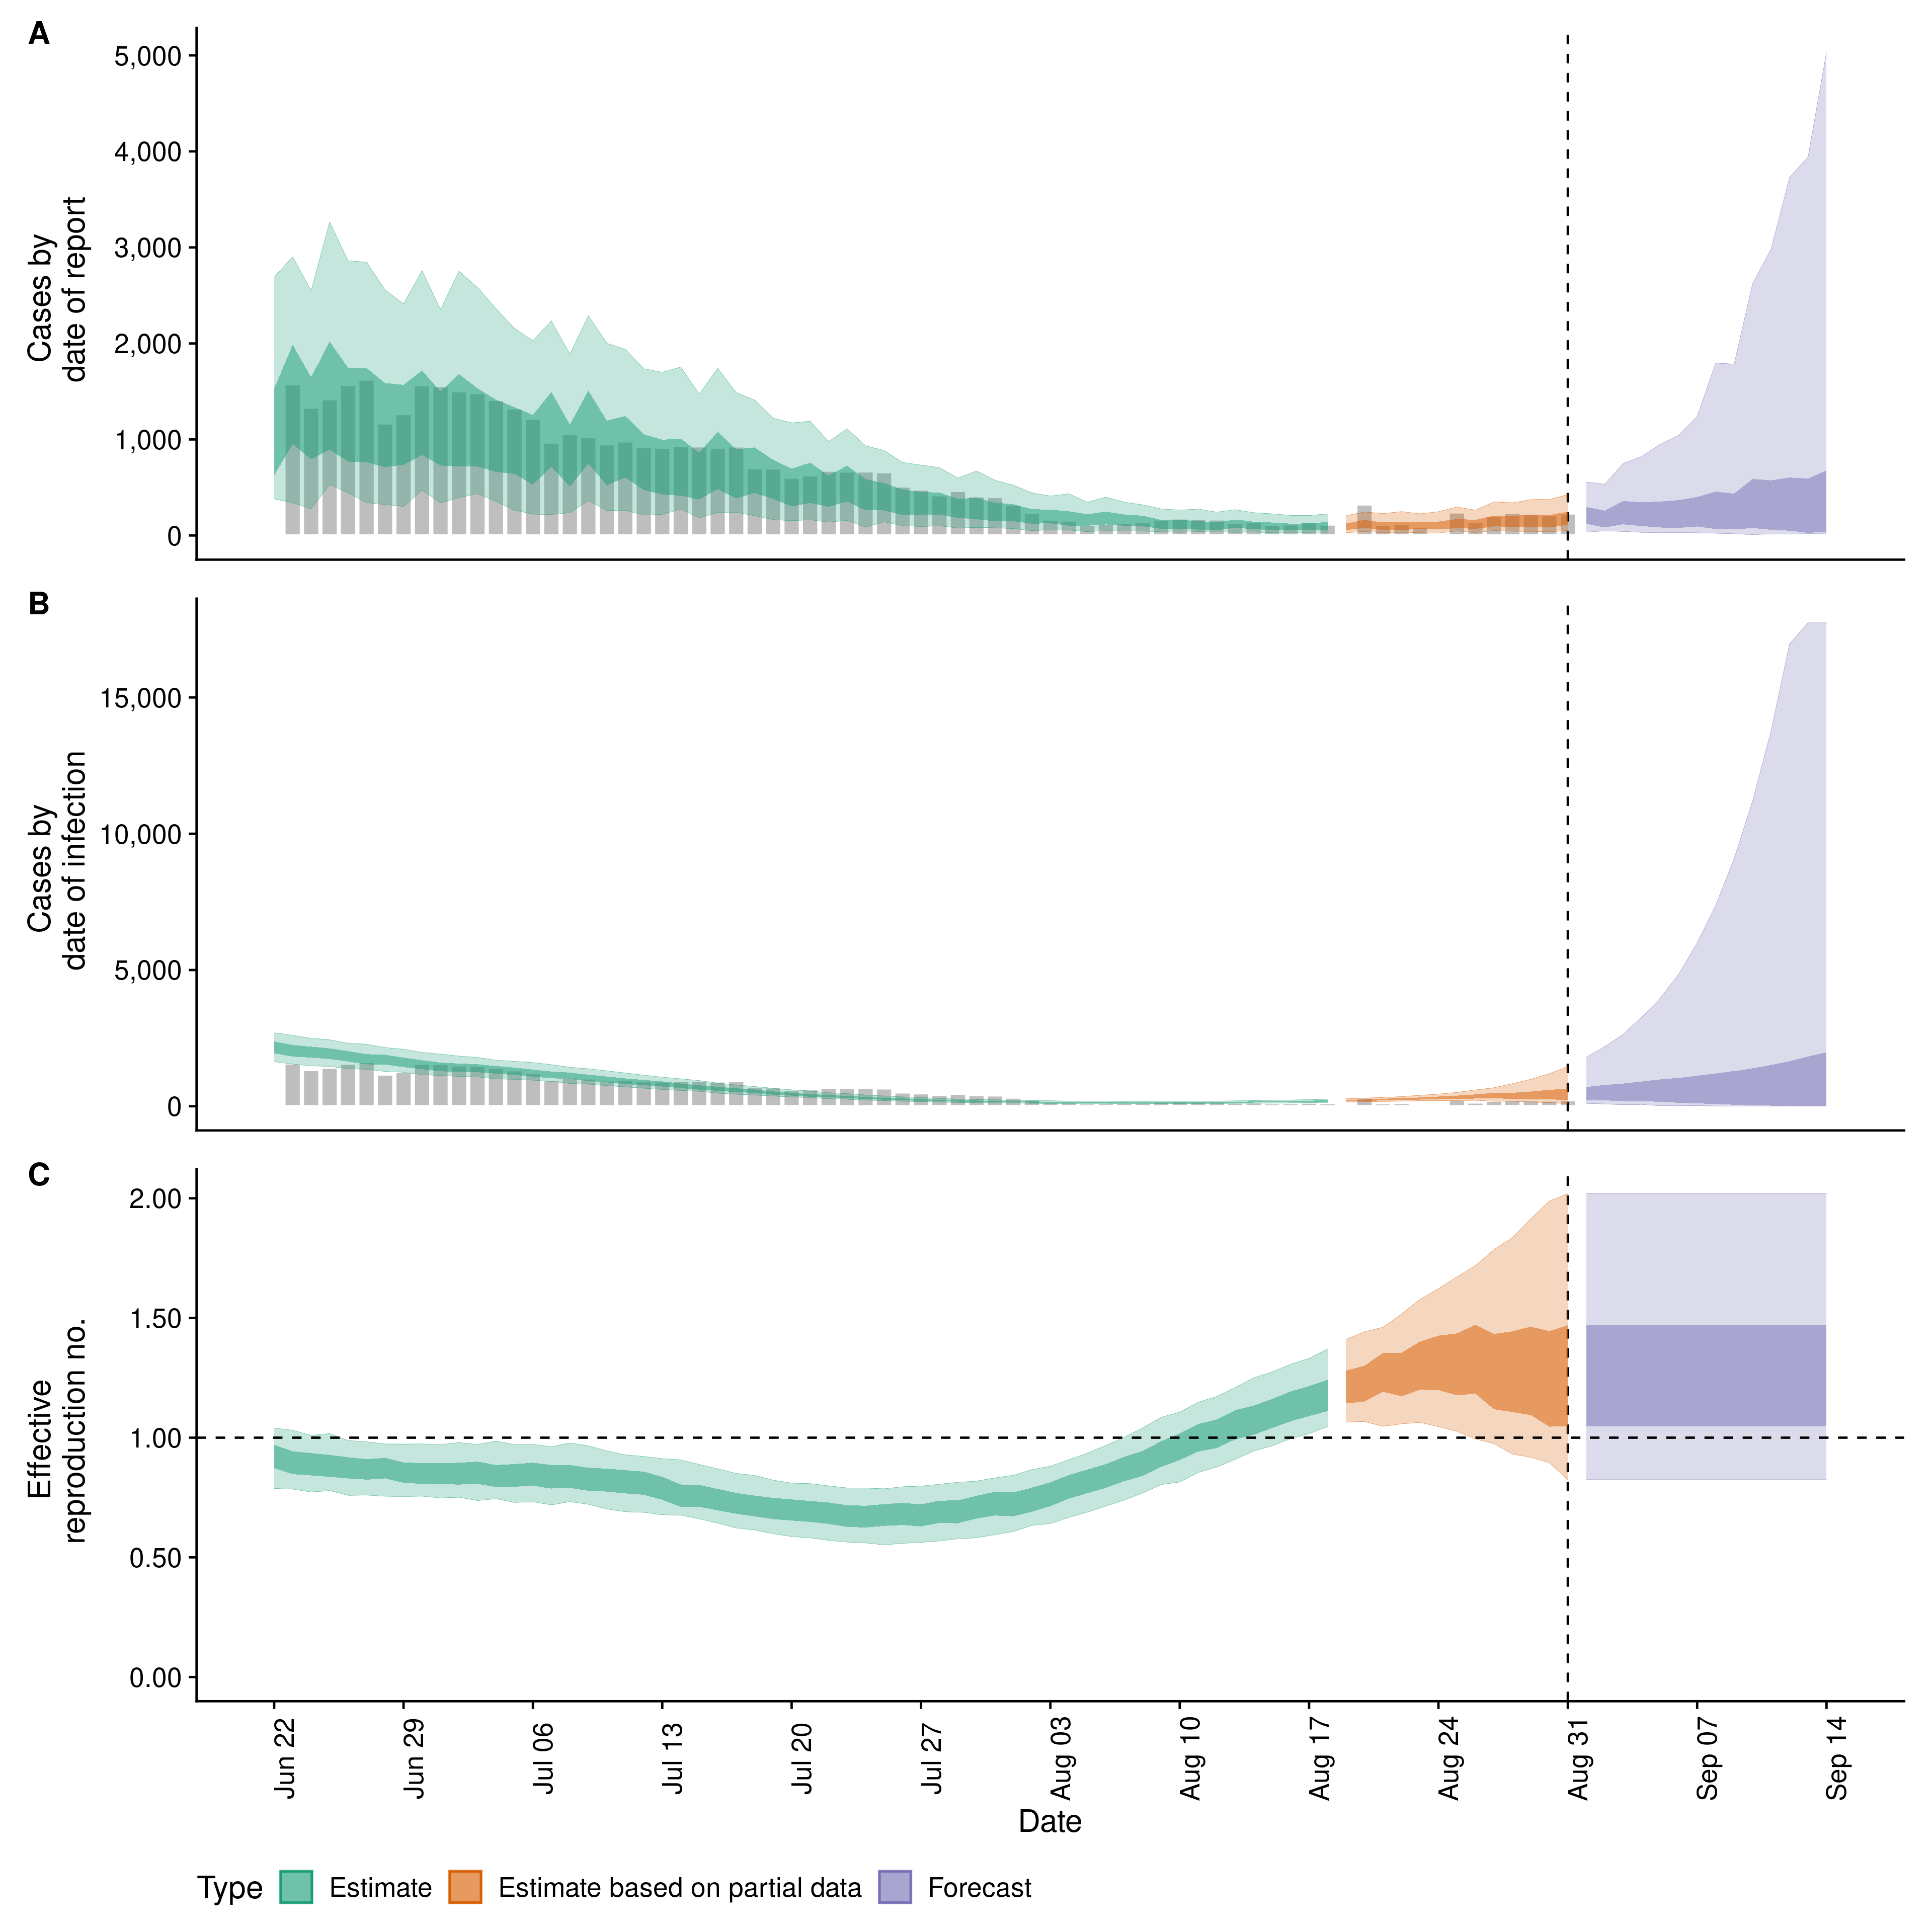 A
5,000
4,000
3,000
2,000
1,000
0
Cases by
date of report
B
15,000
10,000
5,000
0
Cases by
date of infection
C
2.00
1.50
1.00
0.50
0.00
Effective
reproduction no.
Jun 22
Jun 29
Jul 06
Jul 13
Jul 20
Jul 27
Aug 03
Aug 10
Aug 17
Aug 24
Aug 31
Sep 07
Sep 14
Date
Type Estimate Estimate based on partial data Forecast